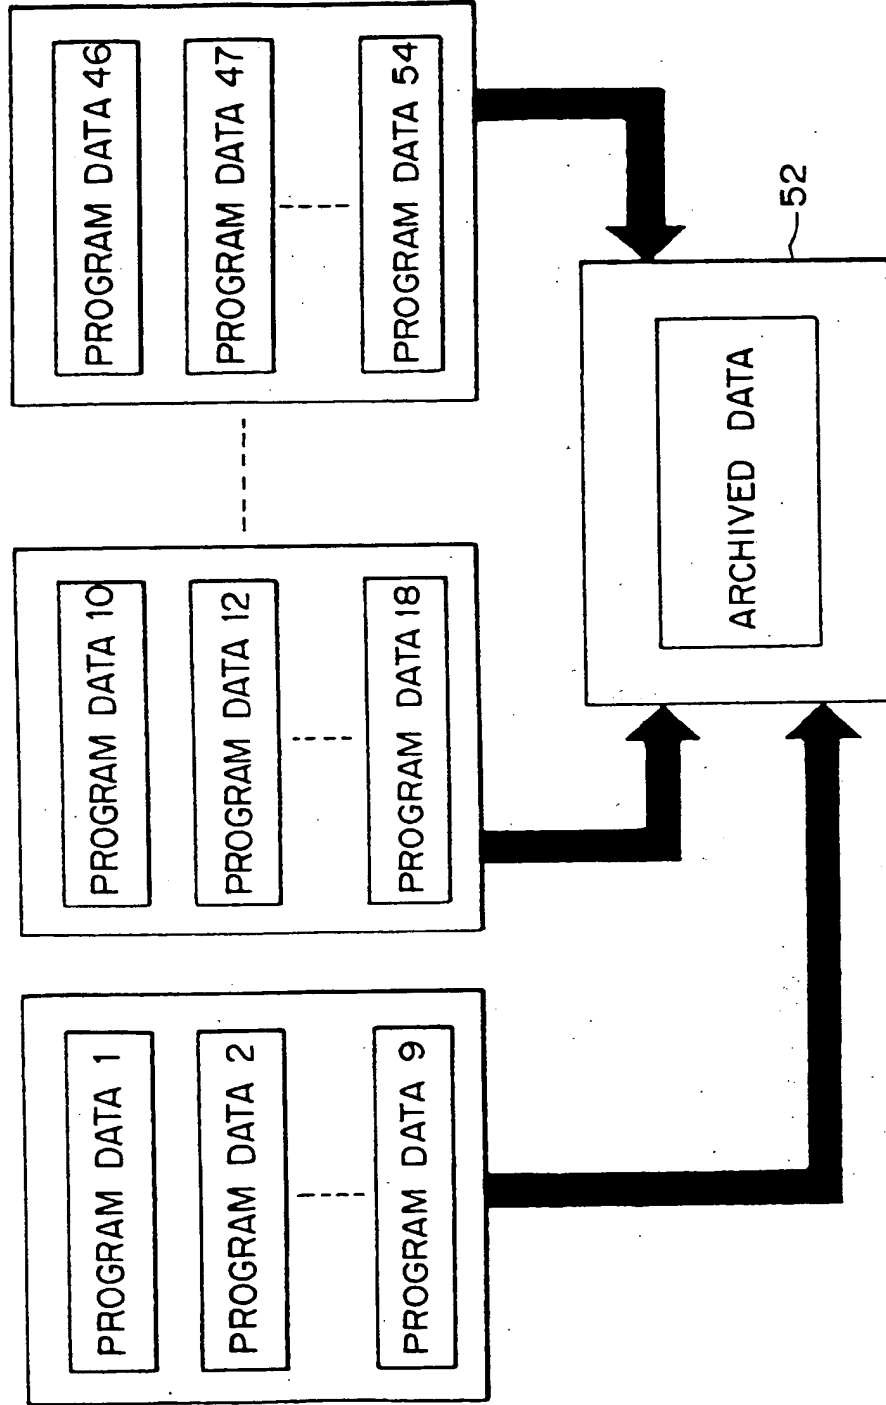 PROGRAM DATA 1
PROGRAM DATA 2
PROGRAM DATA 9
PROGRAM DATA 10
PROGRAM DATA 12
PROGRAM DATA 18
PROGRAM DATA 46
PROGRAM DATA 47
PROGRAM DATA 54
ARCHIVED DATA
52